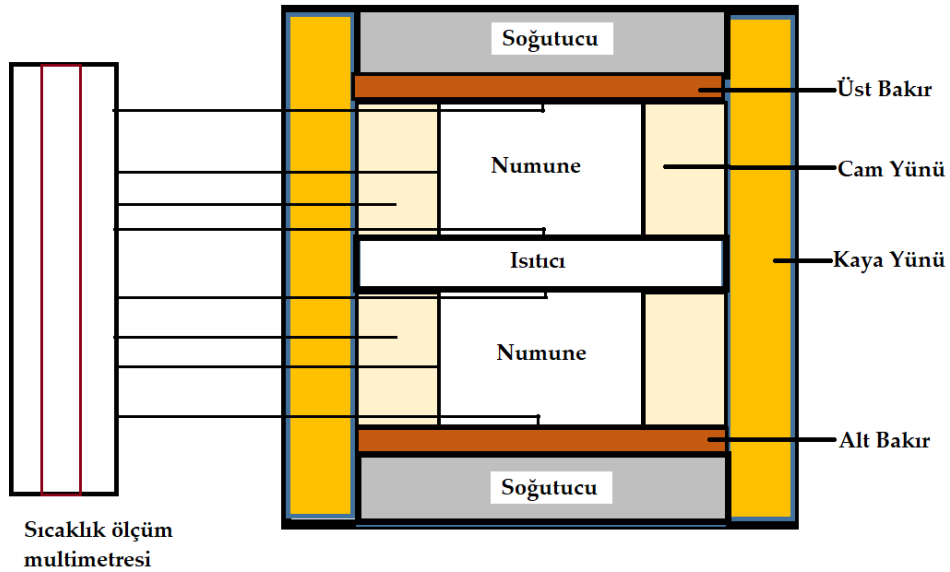 Soğutucu
Üst Bakır
Numune
Cam Yünü
Isıtıcı
Kaya Yünü
Numune
Alt Bakır
Soğutucu
Sıcaklık ölçüm
multimetresi